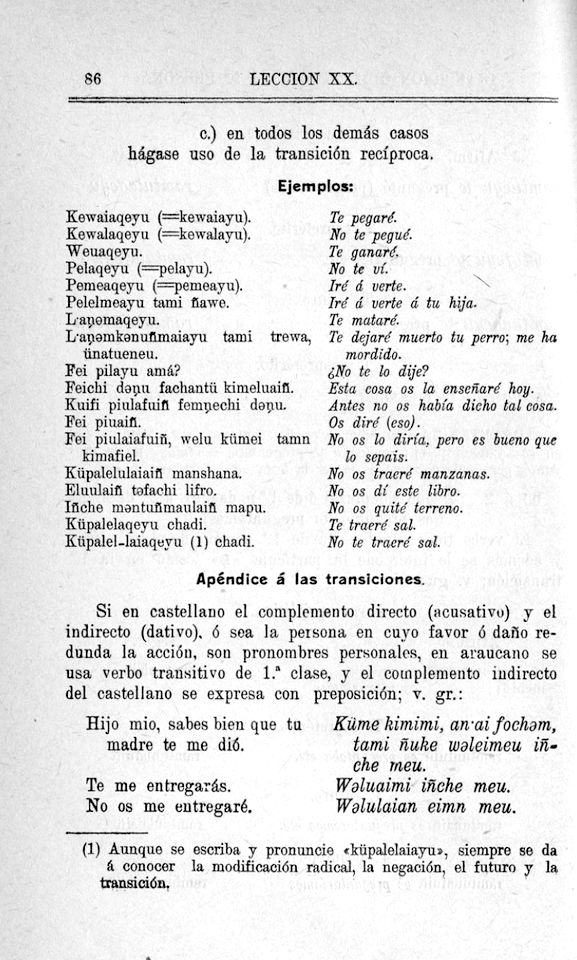 86 LECCION XX.
c.) en todos los demás casos
hágase uso de la transición recíproca.
Ejemplos:
Kewaiaqeyu (=kewaiayu). Te pegaré.
Kewalaqeyu (=kewalayu). No te pegué.
Weuaqeyu. Te ganaré.
Pelaqeyu (=pelayu). No te ví.
Pemeaqeyu (=pemeayu). Iré á verte.
Pelelmeayu tami ñawe. Iré á verte á tu hija.
L·aṇəmaqeyu. Te mataré.
L·aṇəmkənuñmaiayu tami trewa, Te dejaré muerto tu perro; me ha
ünatueneu. mordido.
Fei pilayu amá? ¿No te lo dije?
Feichi dəṇu fachantü kimeluaiñ. Esta cosa os la enseñaré hoy.
Kuifi piulafuiñ femṇechi dəṇu. Antes no os había dicho tal cosa.
Fei piuaiñ. Os diré (eso).
Fei piulaiafuiñ, welu kümei tamn No os lo diría, pero es bueno que
kimafiel. lo sepais.
Küpalelulaiaiñ manshana. No os traeré manzanas.
Eluulaiñ təfachi lifro. No os dí este libro.
Iñche məntuñmaulaiñ mapu. No os quité terreno.
Küpalelaqeyu chadi. Te traeré sal.
Küpalel-laiaqeyu (1) chadi. No te traeré sal.
Apéndice á las transiciones.
Si en castellano el complemento directo (acusativo) y el
indirecto (dativo), ó sea la persona en cuyo favor ó daño re-
dunda la acción, son pronombres personales, en araucano se
usa verbo transitivo de 1.ª clase, y el complemento indirecto
del castellano se expresa con preposición; v. gr.:
Hijo mio, sabes bien que tu Küme kimimi, an·ai fochəm,
madre te me dió. tami ñuke wəleimeu iñ-
che meu.
Te me entregarás. Wəluaimi iñche meu.
No os me entregaré. Wəlulaian eimn meu.
(1) Aunque se escriba y pronuncie «küpalelaiayu», siempre se da
á conocer la modificación radical, la negación, el futuro y la
transición.